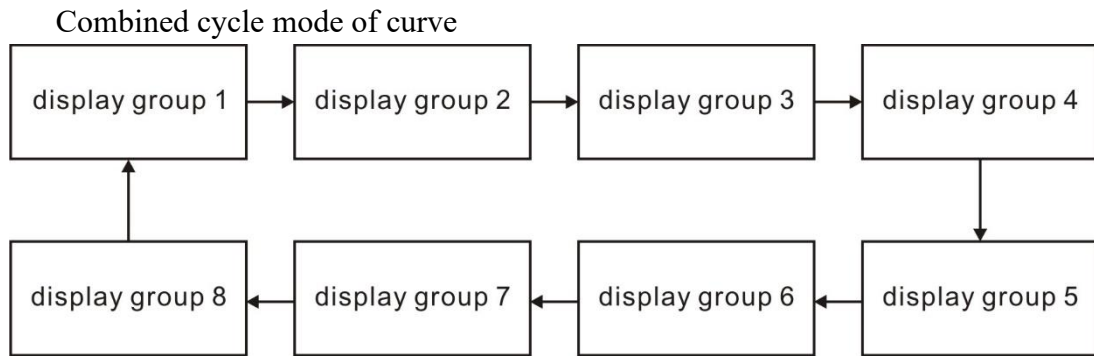 Combined cycle mode of curve
display group 1
display group 2
display group 3
display group 4
display group 8
display group 7
display group 6
display group 5